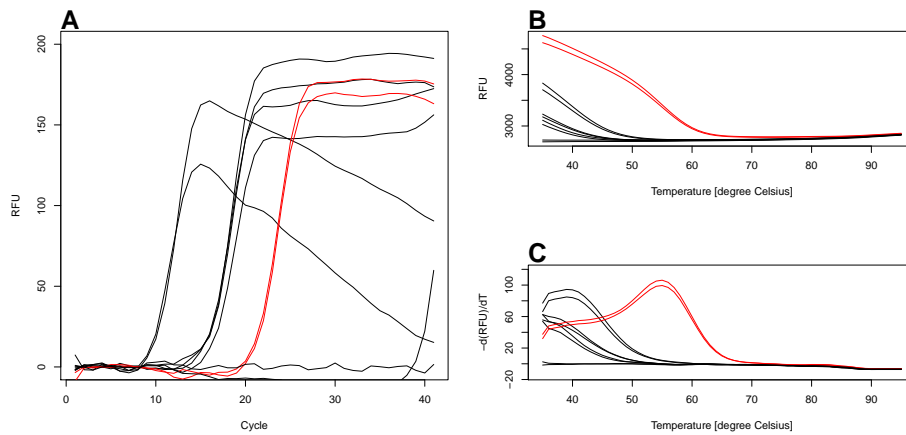 A
RFU
200
150
100
50
0
0 10 20 30 40
Cycle
B
RFU
4000
3000
40 50 60 70 80 90
Temperature [degree Celsius]
C
−d(RFU)/dT
100
60
20
−20
40 50 60 70 80 90
Temperature [degree Celsius]